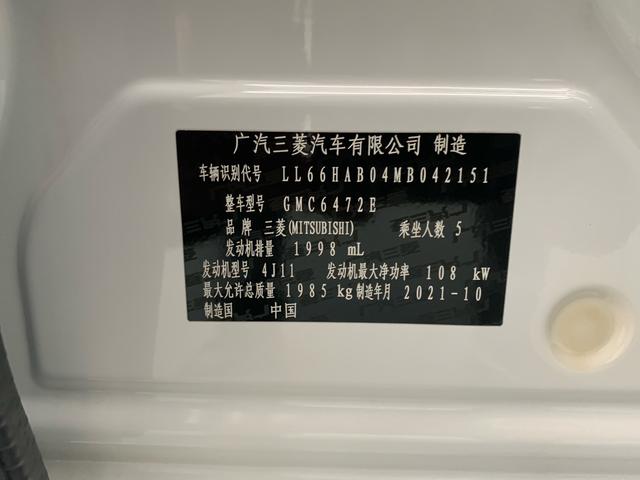 广汽三菱汽车有限公司 制造
车辆识别代号 LL66HAB04MB042151
整车型号 GMC6472E
品牌 三菱(MITSUBISHI) 乘坐人数 5
发动机排量 1998 mL
发动机型号 4J11 发动机最大净功率 108 kW
最大允许总质量 1985 kg 制造年月 2021-10
制造国 中国